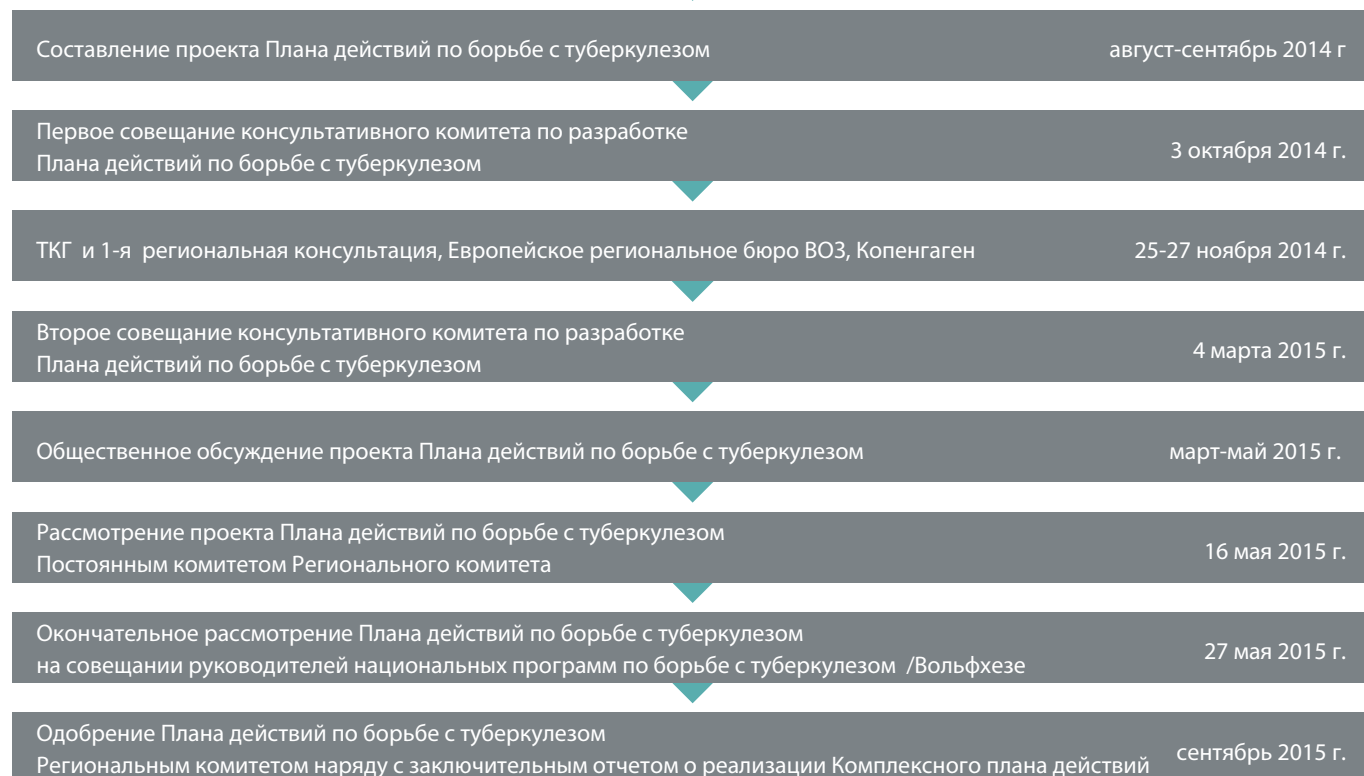 Составление проекта Плана действий по борьбе с туберкулезом август-сентябрь 2014 г
Первое совещание консультативного комитета по разработке
Плана действий по борьбе с туберкулезом
3 октября 2014 г.
ТКГ и 1-я региональная консультация, Европейское региональное бюро ВОЗ, Копенгаген 25-27 ноября 2014 г.
Второе совещание консультативного комитета по разработке
Плана действий по борьбе с туберкулезом
4 марта 2015 г.
Общественное обсуждение проекта Плана действий по борьбе с туберкулезом март-май 2015 г.
Рассмотрение проекта Плана действий по борьбе с туберкулезом
Постоянным комитетом Регионального комитета
16 мая 2015 г.
Окончательное рассмотрение Плана действий по борьбе с туберкулезом
на совещании руководителей национальных программ по борьбе с туберкулезом /Вольфхезе
27 мая 2015 г.
Одобрение Плана действий по борьбе с туберкулезом
Региональным комитетом наряду с заключительным отчетом о реализации Комплексного плана действий
сентябрь 2015 г.